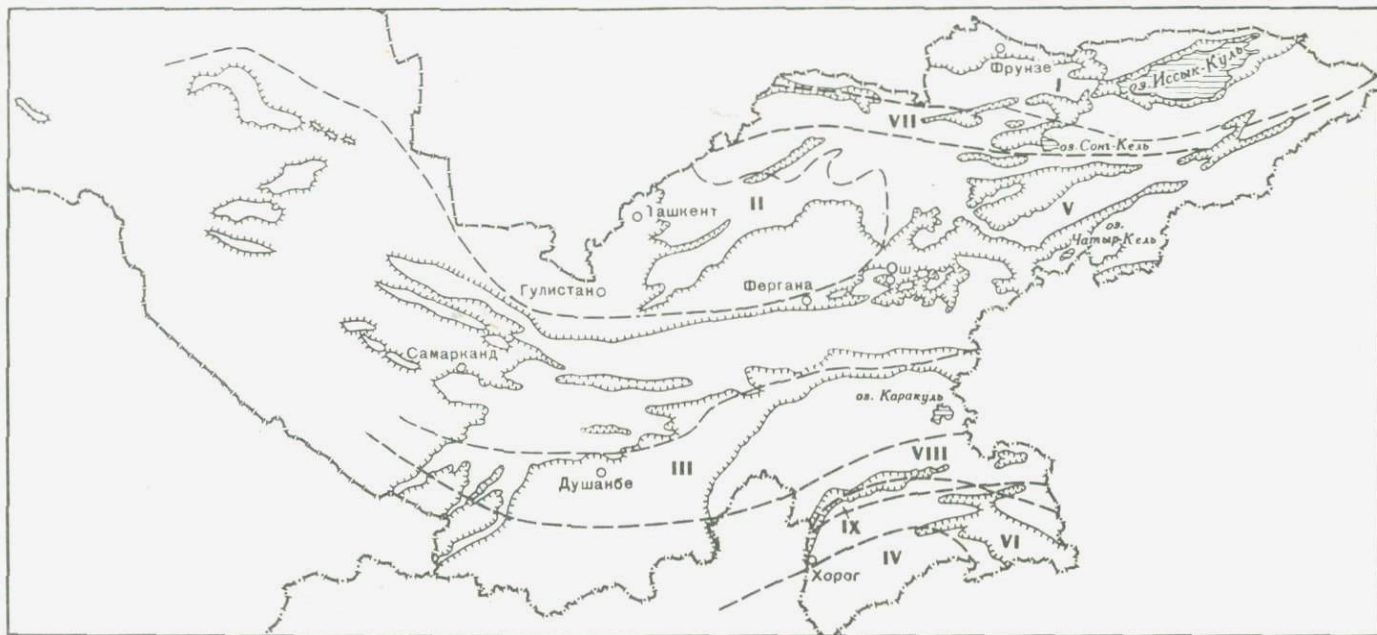 Фрунзе
I
оз. Иссык-Куль
VII
оз. Сонг-Кель
Ташкент
II
V
оз.
Чатыр-Кель
Гулистан
Фергана
Ош
Самарканд
оз. Каракуль
VIII
Душанбе
III
IX
IV
VI
Хорог